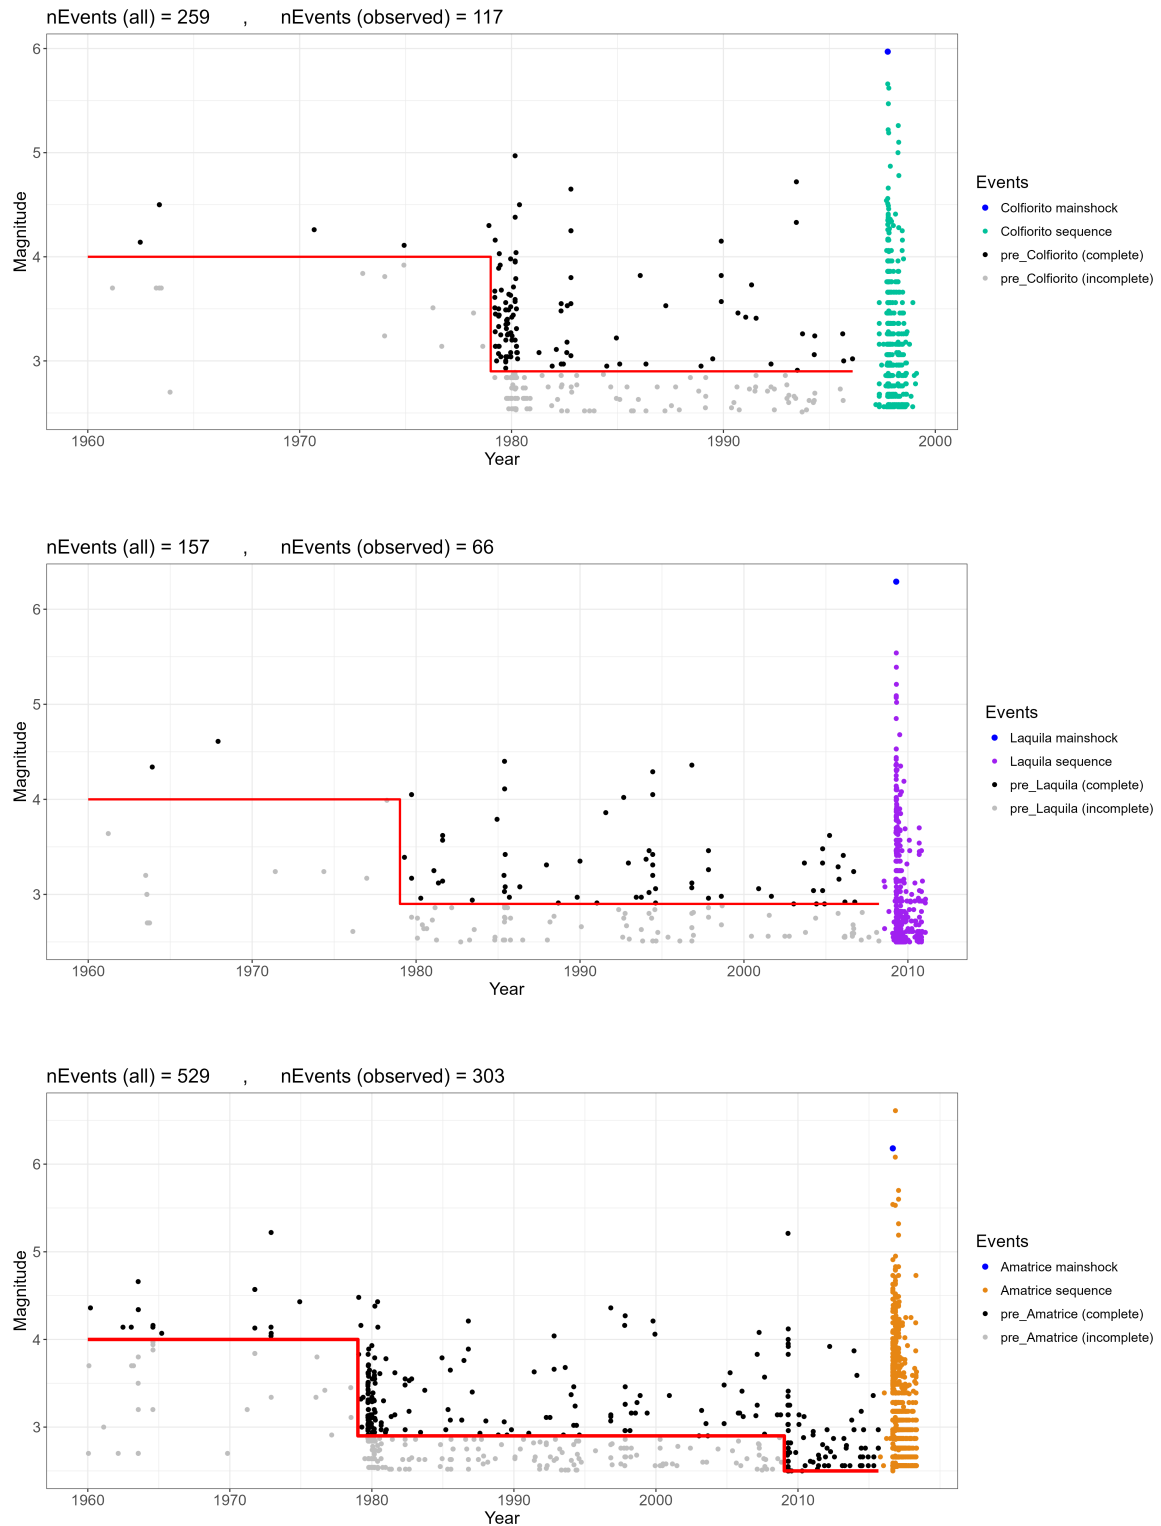 nEvents (all) = 259 , nEvents (observed) = 117
6
5
4
3
Magnitude
1960 1970 1980 1990 2000
Year
Events
Colfiorito mainshock
Colfiorito sequence
pre_Colfiorito (complete)
pre_Colfiorito (incomplete)
nEvents (all) = 157 , nEvents (observed) = 66
6
5
4
3
Magnitude
1960 1970 1980 1990 2000 2010
Year
Events
Laquila mainshock
Laquila sequence
pre_Laquila (complete)
pre_Laquila (incomplete)
nEvents (all) = 529 , nEvents (observed) = 303
6
5
4
3
Magnitude
1960 1970 1980 1990 2000 2010
Year
Events
Amatrice mainshock
Amatrice sequence
pre_Amatrice (complete)
pre_Amatrice (incomplete)